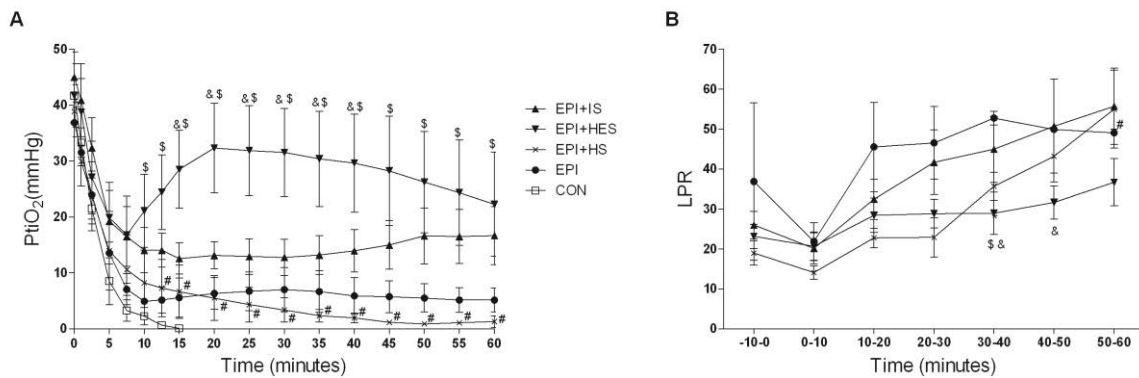 A
PtiO2(mmHg)
50
40
30
20
10
0
&$ &$ &$ &$ &$ $
&$
$ $
$ $ $
# # # # # # # # # # #
EPI+IS
EPI+HES
EPI+HS
EPI
CON
0 5 10 15 20 25 30 35 40 45 50 55 60
Time (minutes)
B
LPR
70
60
50
40
30
20
10
0
#
$ &
&
-10-0 0-10 10-20 20-30 30-40 40-50 50-60
Time (minutes)